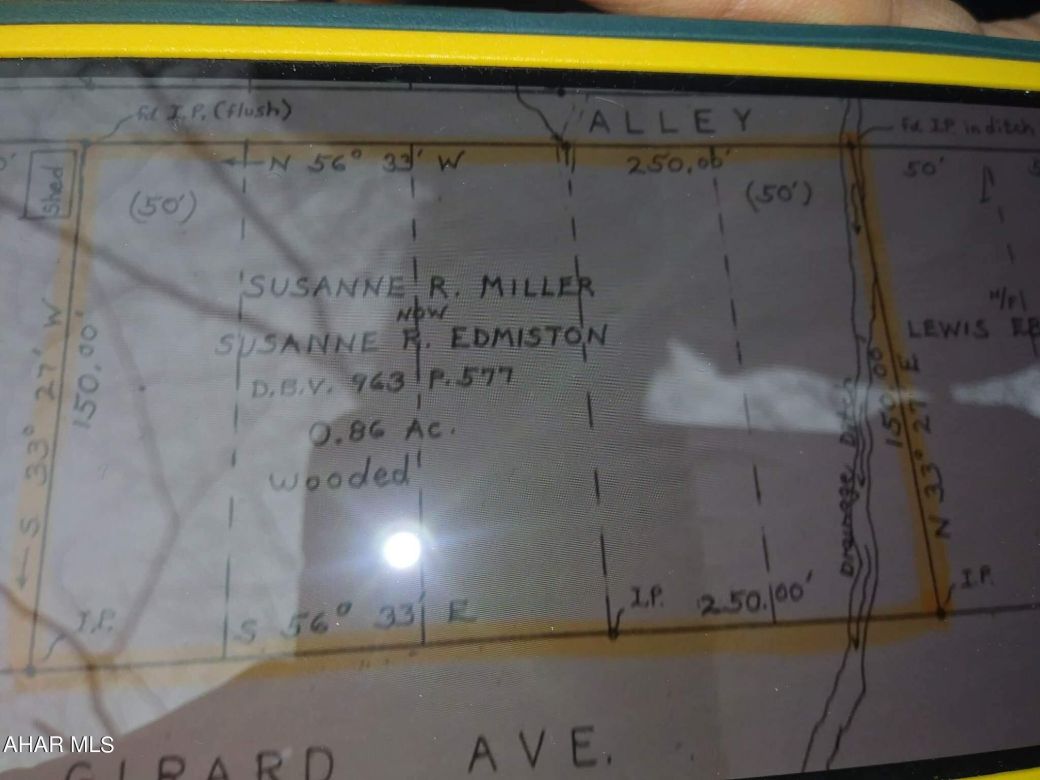 fd. I.P. (flush)
ALLEY
fd. I.P. in ditch
Shed
N 56° 33' W 250.00'
50'
(50')
(50')
SUSANNE R. MILLER
NOW
SUSANNE R. EDMISTON
D.B.V. 963 P. 577
0.86 Ac.
Wooded
S 33° 27' W
150.00'
Drainage Ditch
150.00'
N 33° 27' E
N/F
LEWIS
I.P.
S 56° 33' E
I.P.
250.00'
I.P.
GIRARD AVE.
AHAR MLS